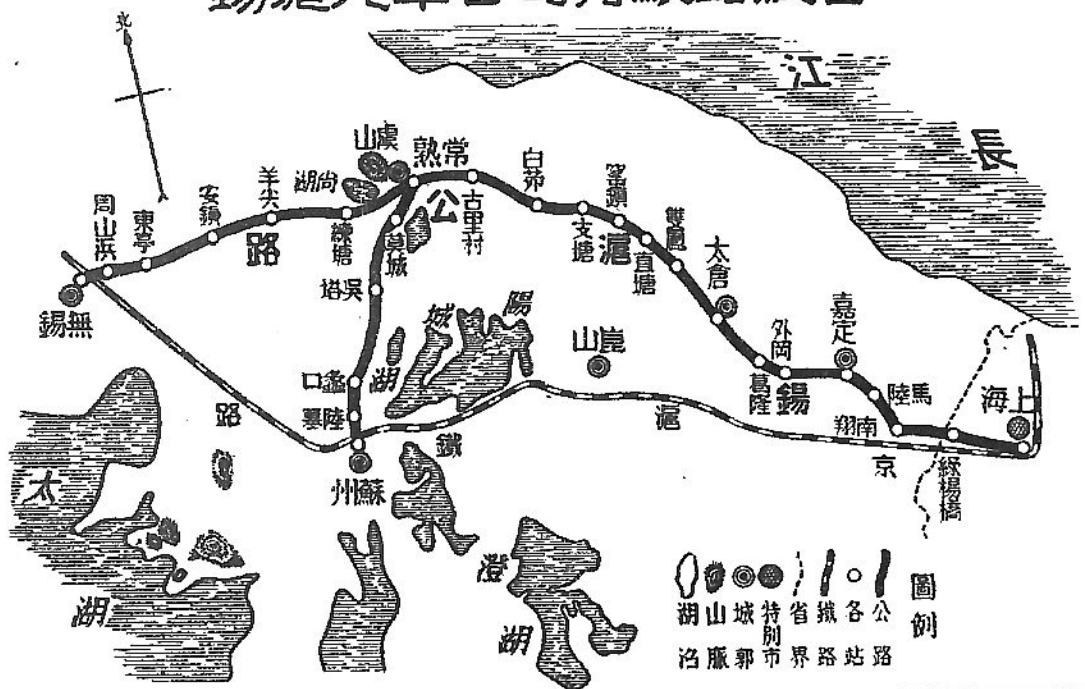 北
江
長
虞山
尚湖
常熟
古里村
白茆
支塘
直塘
雙鳳
太倉
葛隆
外岡
嘉定
馬陸
南翔
綠楊橋
上海
羊尖
安鎮
東亭
周山浜
無錫
練塘
莫城
吳塔
蠡口
陸墓
蘇州
陽城湖
崑山
錫滬公路
京滬鐵路
太湖
澄湖
圖例
公路
各站
鐵路
省界
特別市
城郭
山脈
湖泊